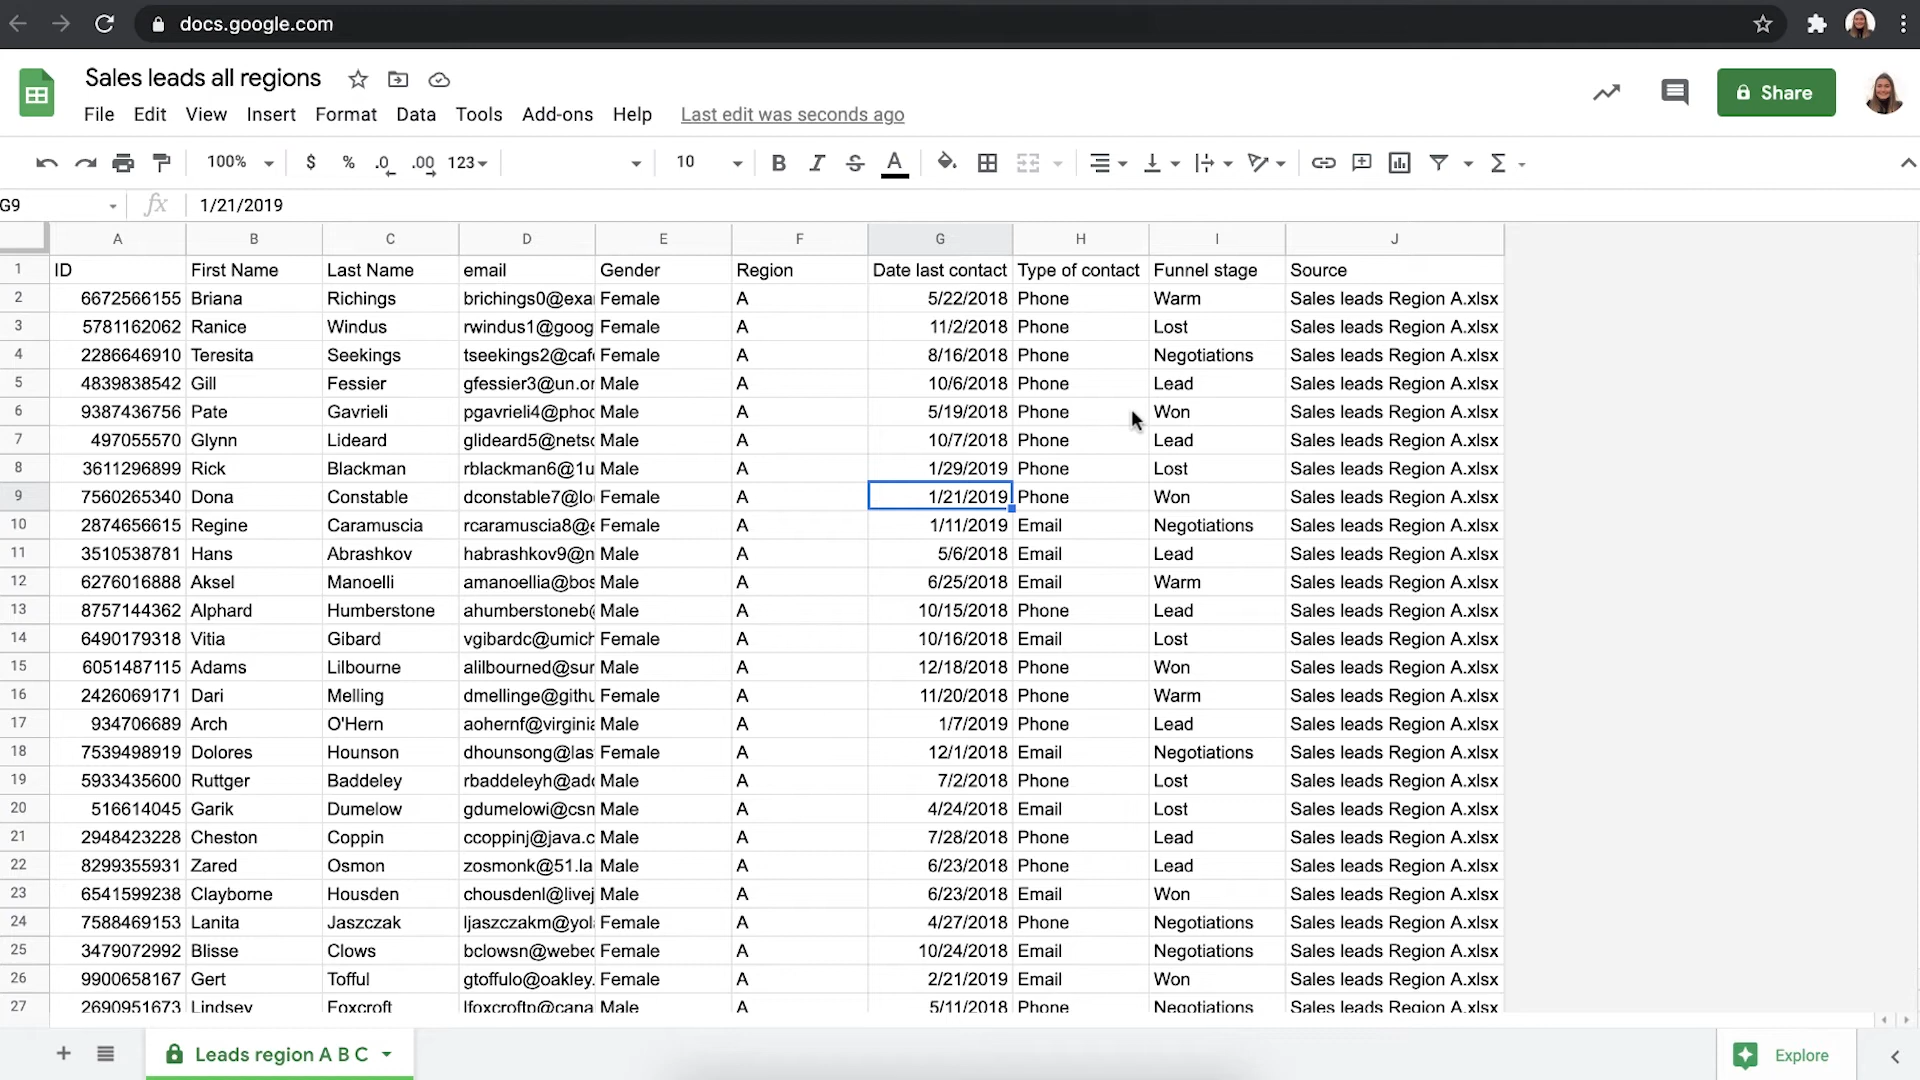 docs.google.com
Sales leads all regions
File Edit View Insert Format Data Tools Add-ons Help Last edit was seconds ago
Share
100% $ % .0 .00 123 10 B I S A Σ
G9 fx 1/21/2019
A B C D E F G H I J
1 ID First Name Last Name email Gender Region Date last contact Type of contact Funnel stage Source
2 6672566155 Briana Richings brichings0@exa Female A 5/22/2018 Phone Warm Sales leads Region A.xlsx
3 5781162062 Ranice Windus rwindus1@goog Female A 11/2/2018 Phone Lost Sales leads Region A.xlsx
4 2286646910 Teresita Seekings tseekings2@cafe Female A 8/16/2018 Phone Negotiations Sales leads Region A.xlsx
5 4839838542 Gill Fessier gfessier3@un.or Male A 10/6/2018 Phone Lead Sales leads Region A.xlsx
6 9387436756 Pate Gavrieli pgavrieli4@phoc Male A 5/19/2018 Phone Won Sales leads Region A.xlsx
7 497055570 Glynn Lideard glideard5@netsc Male A 10/7/2018 Phone Lead Sales leads Region A.xlsx
8 3611296899 Rick Blackman rblackman6@1u Male A 1/29/2019 Phone Lost Sales leads Region A.xlsx
9 7560265340 Dona Constable dconstable7@lo Female A 1/21/2019 Phone Won Sales leads Region A.xlsx
10 2874656615 Regine Caramuscia rcaramuscia8@e Female A 1/11/2019 Email Negotiations Sales leads Region A.xlsx
11 3510538781 Hans Abrashkov habrashkov9@n Male A 5/6/2018 Email Lead Sales leads Region A.xlsx
12 6276016888 Aksel Manoelli amanoellia@bos Male A 6/25/2018 Email Warm Sales leads Region A.xlsx
13 8757144362 Alphard Humberstone ahumberstoneb@ Male A 10/15/2018 Phone Lead Sales leads Region A.xlsx
14 6490179318 Vitia Gibard vgibardc@umich Female A 10/16/2018 Email Lost Sales leads Region A.xlsx
15 6051487115 Adams Lilbourne alilbourned@sur Male A 12/18/2018 Phone Won Sales leads Region A.xlsx
16 2426069171 Dari Melling dmellinge@githu Female A 11/20/2018 Phone Warm Sales leads Region A.xlsx
17 934706689 Arch O'Hern aohernf@virginia Male A 1/7/2019 Phone Lead Sales leads Region A.xlsx
18 7539498919 Dolores Hounson dhounsong@las Female A 12/1/2018 Email Negotiations Sales leads Region A.xlsx
19 5933435600 Ruttger Baddeley rbaddeleyh@adc Male A 7/2/2018 Phone Lost Sales leads Region A.xlsx
20 516614045 Garik Dumelow gdumelowi@csm Male A 4/24/2018 Email Lost Sales leads Region A.xlsx
21 2948423228 Cheston Coppin ccoppinj@java.c Male A 7/28/2018 Phone Lead Sales leads Region A.xlsx
22 8299355931 Zared Osmon zosmonk@51.la Male A 6/23/2018 Phone Lead Sales leads Region A.xlsx
23 6541599238 Clayborne Housden chousdenl@livej Male A 6/23/2018 Email Won Sales leads Region A.xlsx
24 7588469153 Lanita Jaszczak ljaszczakm@yol Female A 4/27/2018 Phone Negotiations Sales leads Region A.xlsx
25 3479072992 Blisse Clows bclowsn@webec Female A 10/24/2018 Email Negotiations Sales leads Region A.xlsx
26 9900658167 Gert Tofful gtoffulo@oakley. Female A 2/21/2019 Email Won Sales leads Region A.xlsx
27 2690951673 Lindsey Foxcroft lfoxcroftp@cana Male A 5/11/2018 Phone Negotiations Sales leads Region A.xlsx
Leads region A B C
Explore